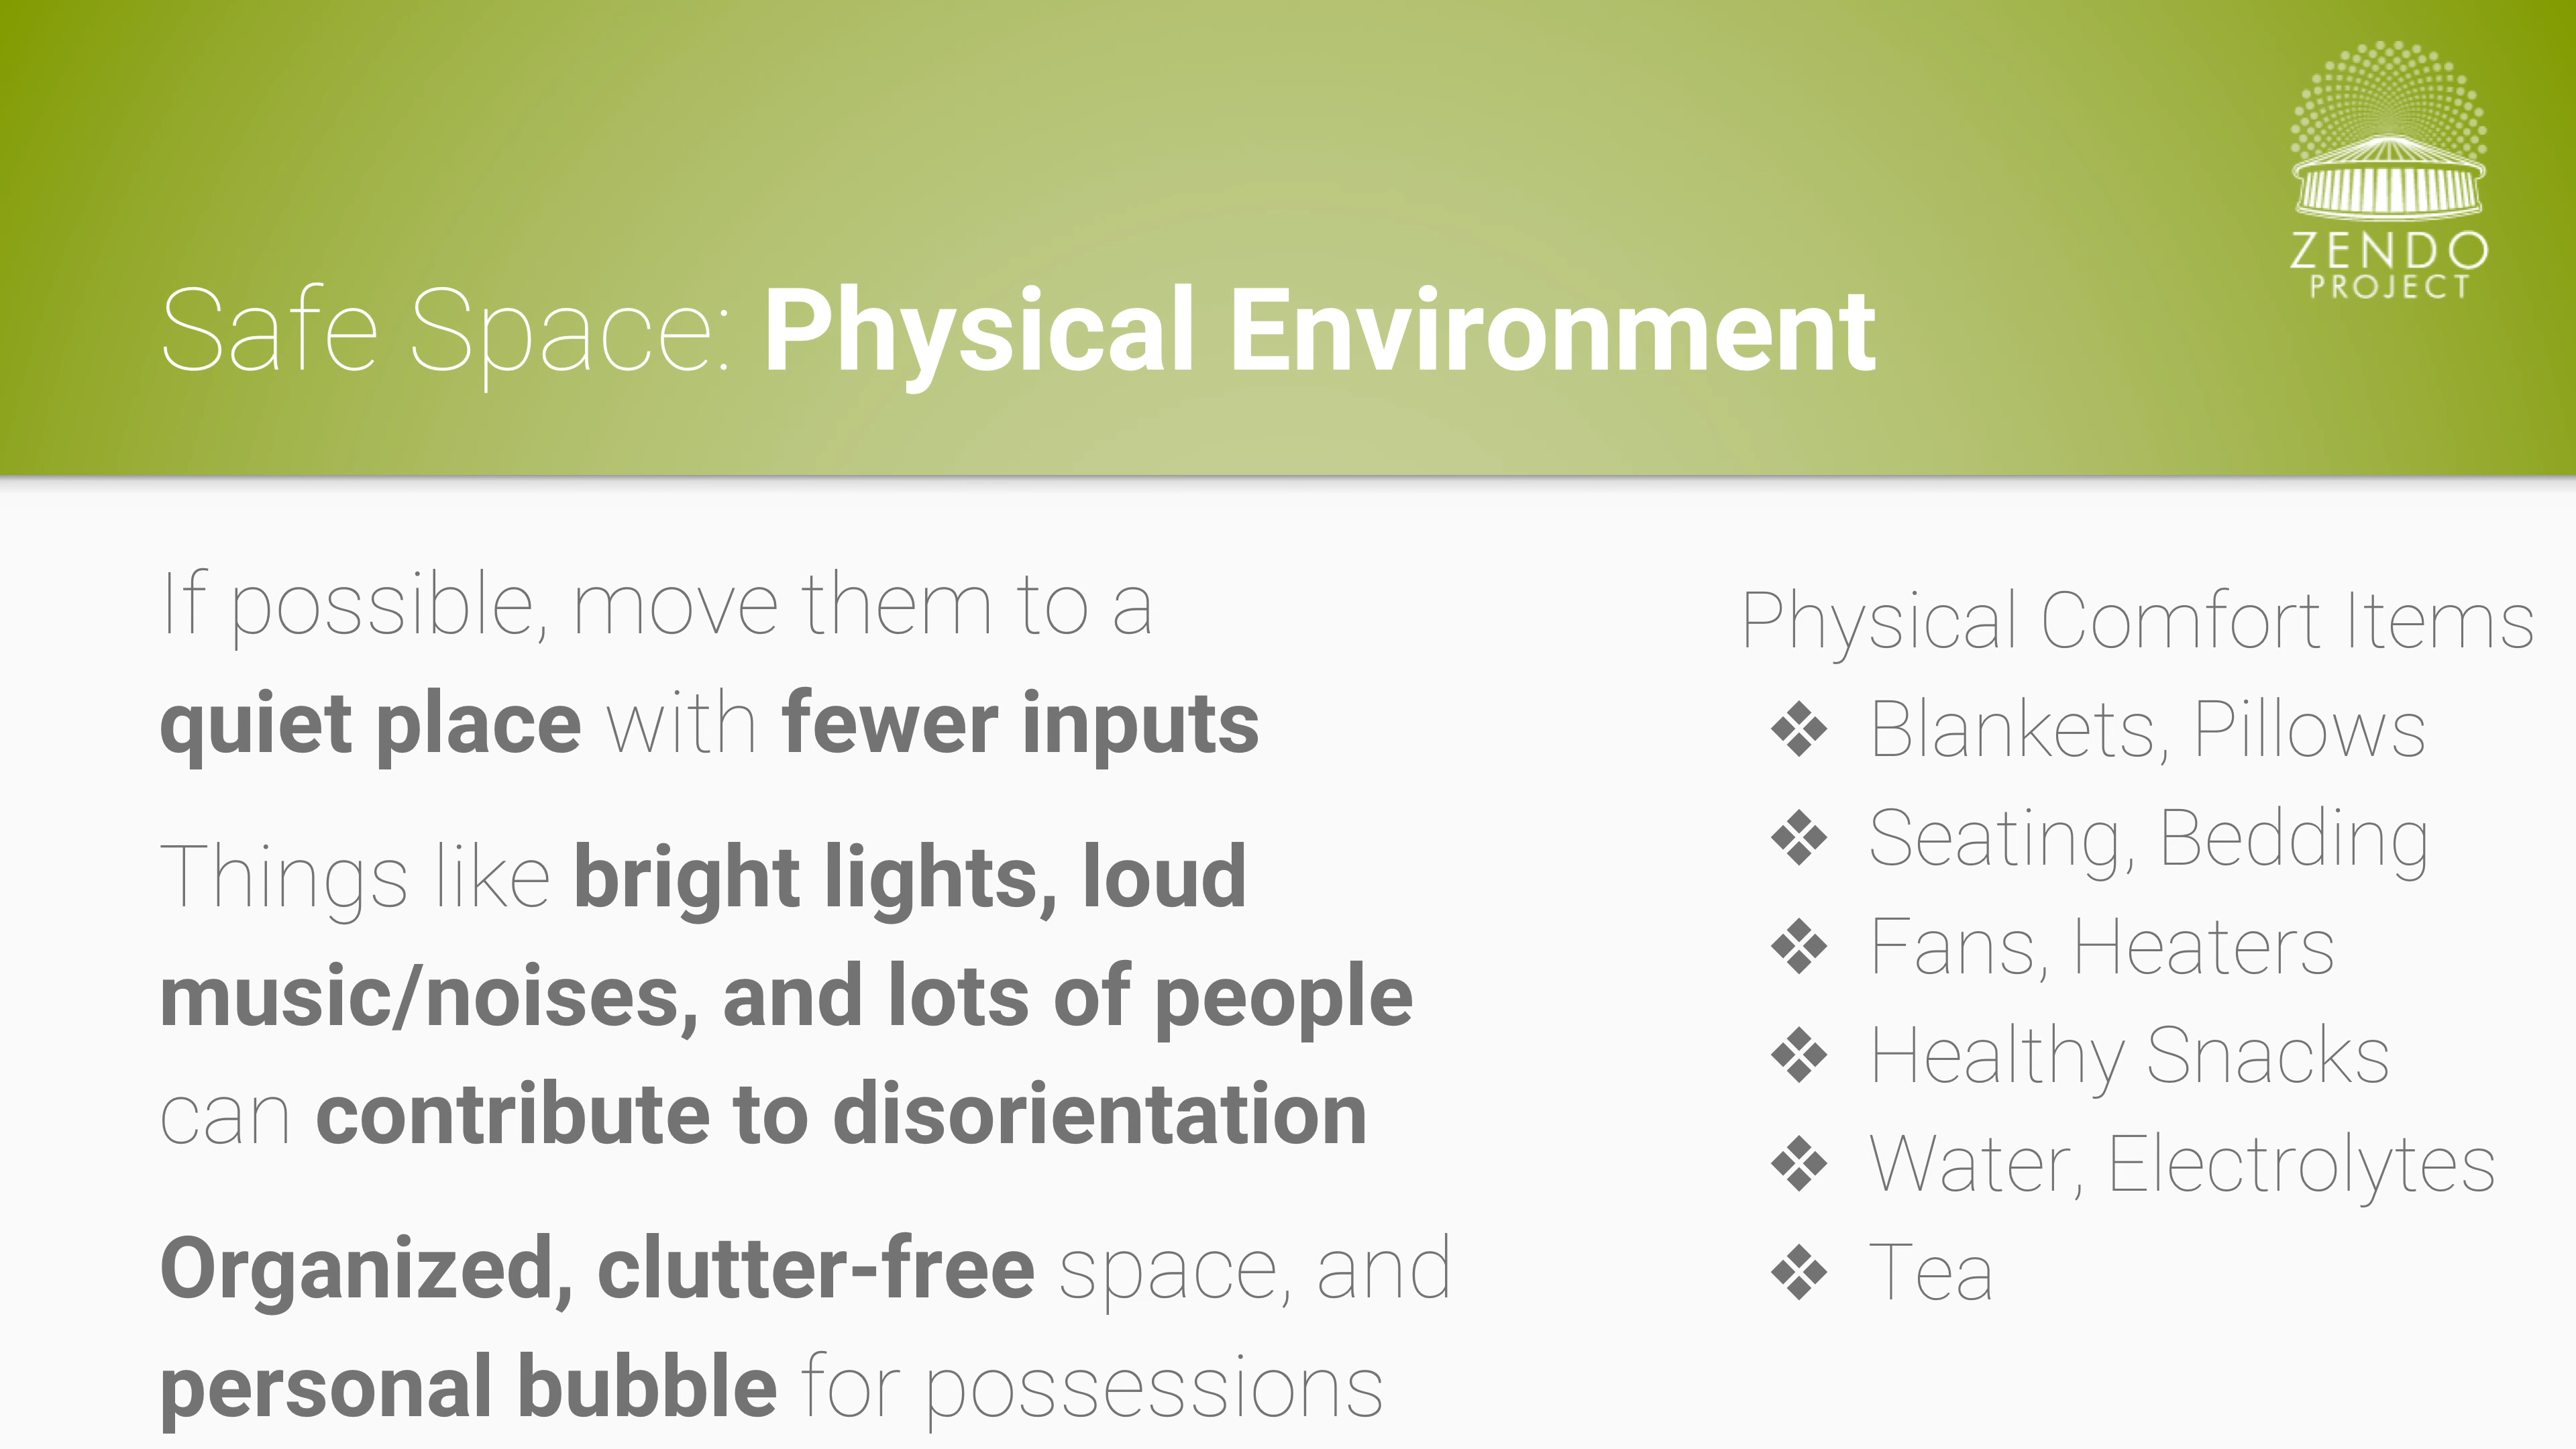 ZENDO
PROJECT
Safe Space: Physical Environment
If possible, move them to a
quiet place with fewer inputs
Things like bright lights, loud
music/noises, and lots of people
can contribute to disorientation
Organized, clutter-free space, and
personal bubble for possessions
Physical Comfort Items
❖ Blankets, Pillows
❖ Seating, Bedding
❖ Fans, Heaters
❖ Healthy Snacks
❖ Water, Electrolytes
❖ Tea